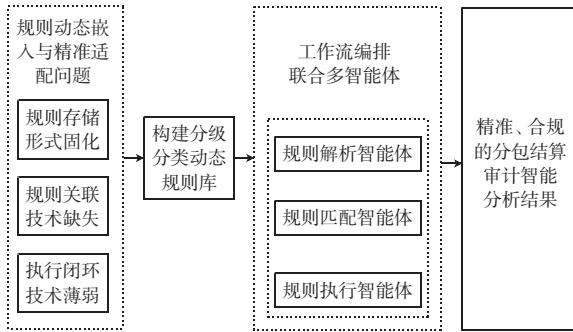 规则动态嵌
入与精准适
配问题
规则存储
形式固化
规则关联
技术缺失
执行闭环
技术薄弱
构建分级
分类动态
规则库
工作流编排
联合多智能体
规则解析智能体
规则匹配智能体
规则执行智能体
精准、合规
的分包结算
审计智能
分析结果